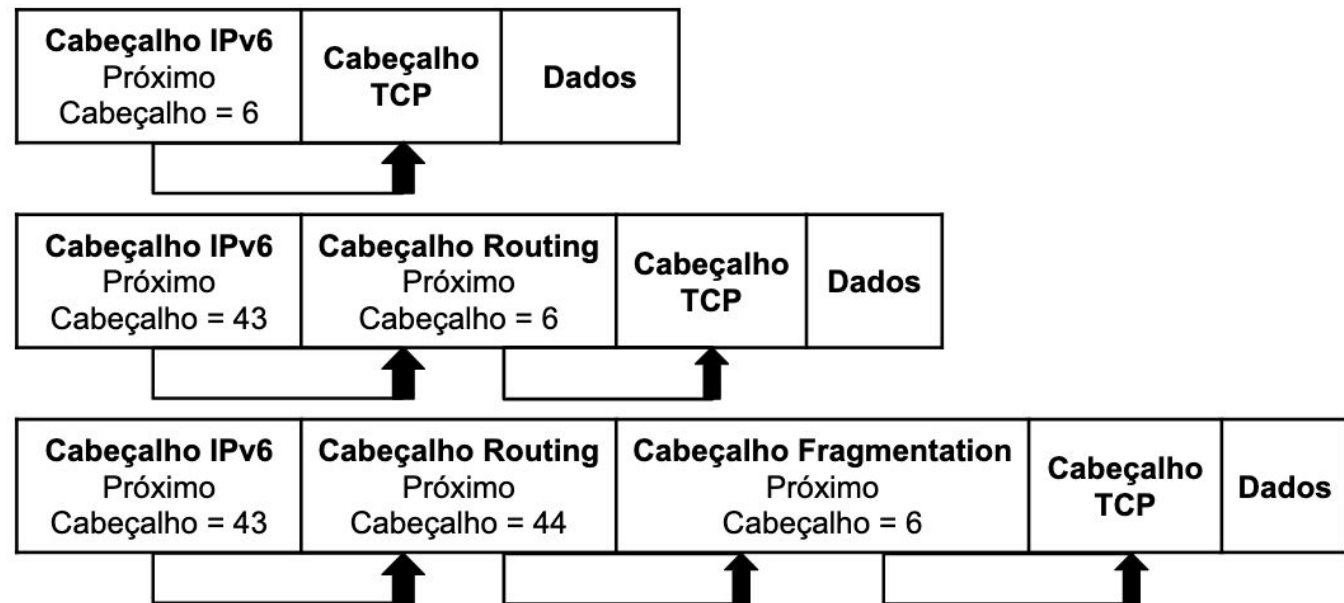 Cabeçalho IPv6
Próximo
Cabeçalho = 6
Cabeçalho
TCP
Dados
Cabeçalho IPv6
Próximo
Cabeçalho = 43
Cabeçalho Routing
Próximo
Cabeçalho = 6
Cabeçalho
TCP
Dados
Cabeçalho IPv6
Próximo
Cabeçalho = 43
Cabeçalho Routing
Próximo
Cabeçalho = 44
Cabeçalho Fragmentation
Próximo
Cabeçalho = 6
Cabeçalho
TCP
Dados